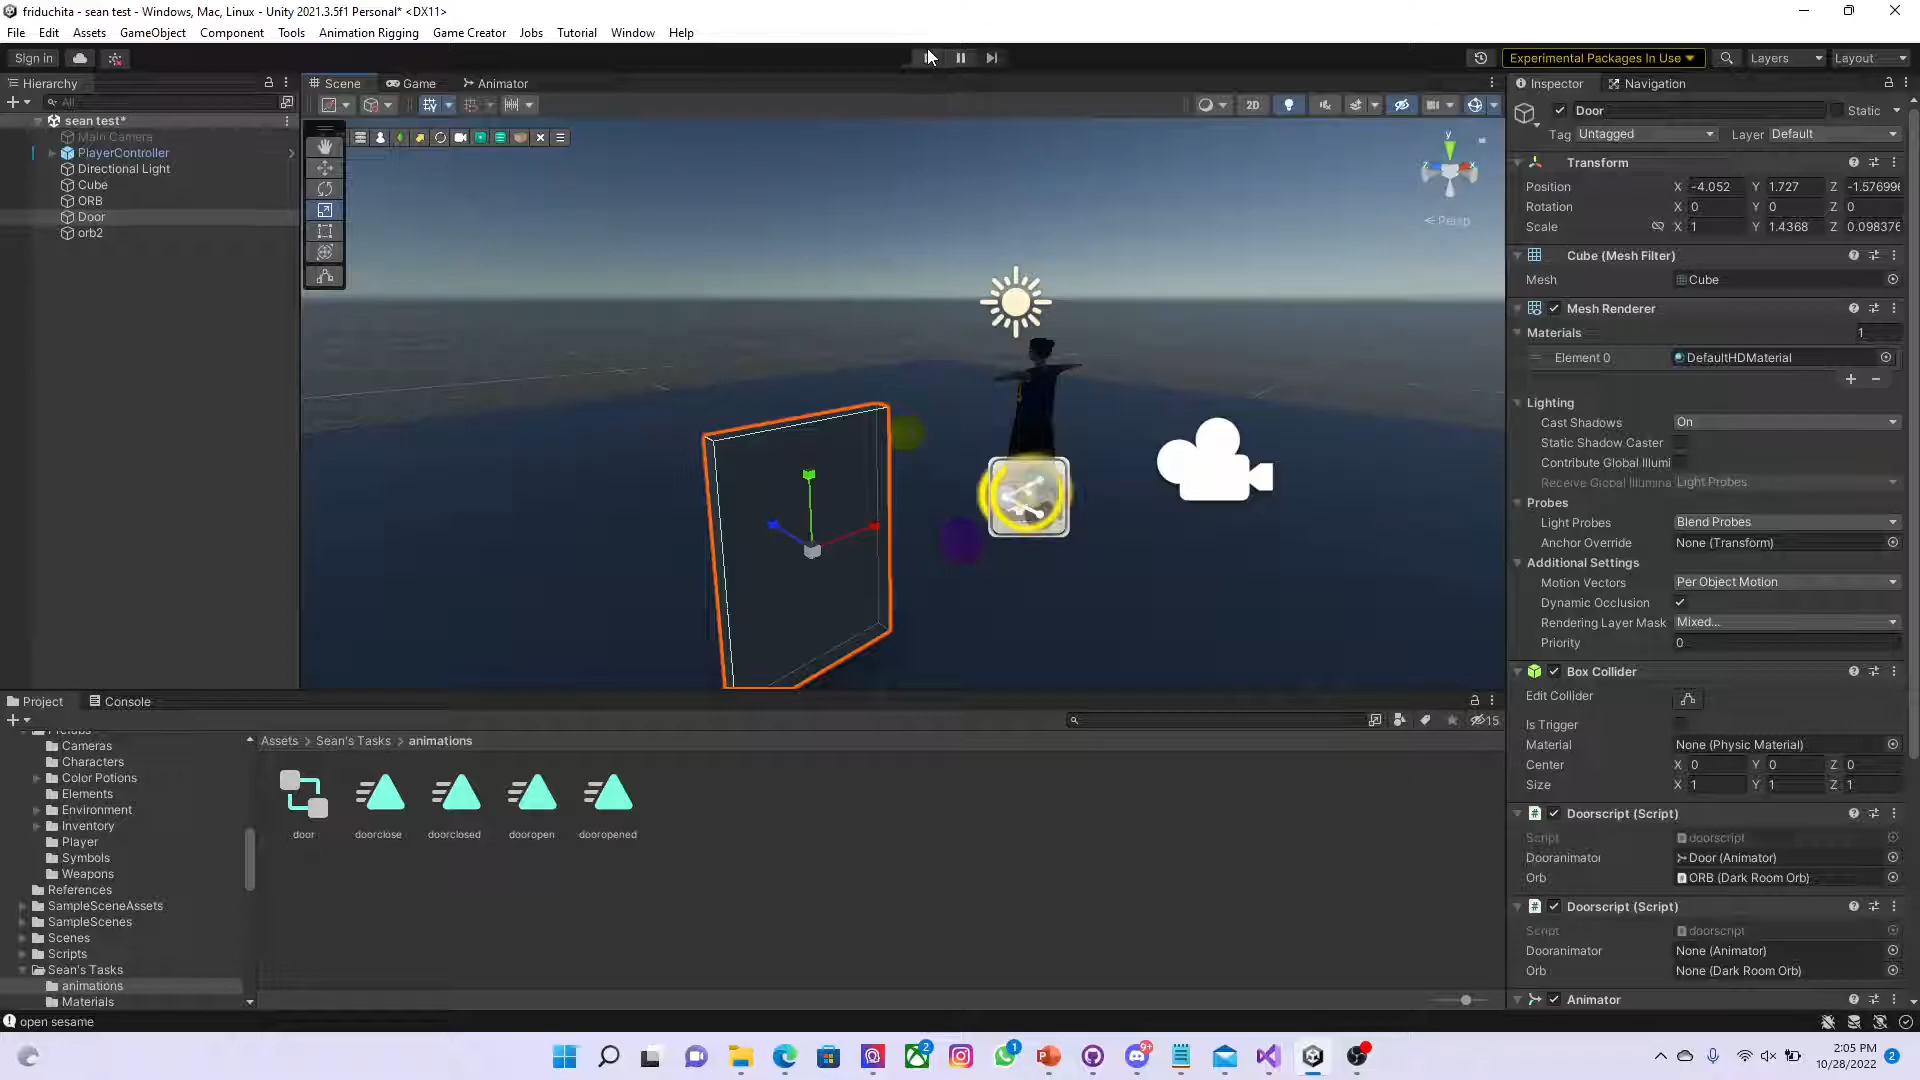 friduchita - sean test - Windows, Mac, Linux - Unity 2021.3.5f1 Personal* <DX11>
File Edit Assets GameObject Component Tools Animation Rigging Game Creator Jobs Tutorial Window Help
Sign in Experimental Packages In Use Layers Layout
Hierarchy Scene Game Animator Inspector Navigation
All 2D
sean test*
Main Camera
PlayerController
Directional Light
Cube
ORB
Door
orb2
y
z x
Persp
Door Static
Tag Untagged Layer Default
Transform
Position X -4.052 Y 1.727 Z -1.576996
Rotation X 0 Y 0 Z 0
Scale X 1 Y 1.4368 Z 0.098376
Cube (Mesh Filter)
Mesh Cube
Mesh Renderer
Materials 1
Element 0 DefaultHDMaterial
Lighting
Cast Shadows On
Static Shadow Caster
Contribute Global Illumi
Receive Global Illumina Light Probes
Probes
Light Probes Blend Probes
Anchor Override None (Transform)
Additional Settings
Motion Vectors Per Object Motion
Dynamic Occlusion
Rendering Layer Mask Mixed...
Priority 0
Box Collider
Edit Collider
Is Trigger
Material None (Physic Material)
Center X 0 Y 0 Z 0
Size X 1 Y 1 Z 1
Doorscript (Script)
Script doorscript
Dooranimator Door (Animator)
Orb ORB (Dark Room Orb)
Doorscript (Script)
Script doorscript
Dooranimator None (Animator)
Orb None (Dark Room Orb)
Animator
Project Console
15
Prefabs
Cameras
Characters
Color Potions
Elements
Environment
Inventory
Player
Symbols
Weapons
References
SampleSceneAssets
SampleScenes
Scenes
Scripts
Sean's Tasks
animations
Materials
Assets > Sean's Tasks > animations
door doorclose doorclosed dooropen dooropened
open sesame
2 1 9+
2:05 PM
10/28/2022 2